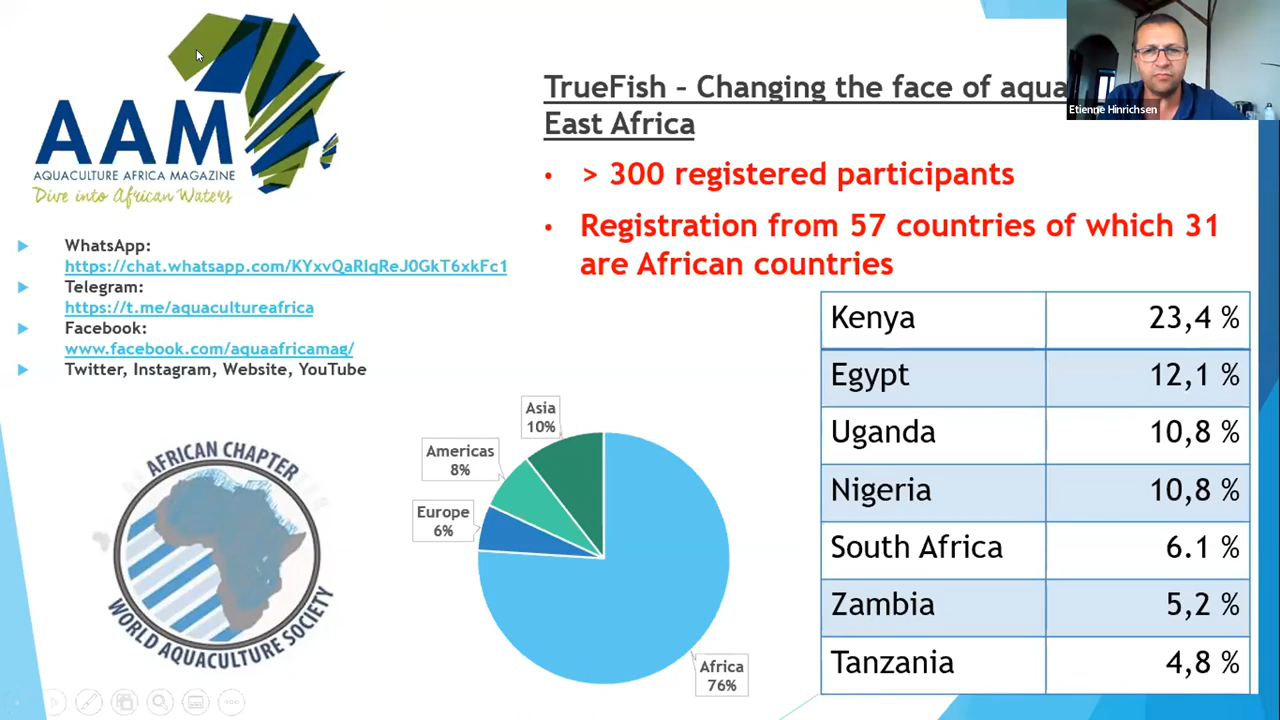 AAM
AQUACULTURE AFRICA MAGAZINE
Dive into African Waters
WhatsApp:
https://chat.whatsapp.com/KYxvQaRIqReJ0GkT6xkFc1
Telegram:
https://t.me/aquacultureafrica
Facebook:
www.facebook.com/aquaafricamag/
Twitter, Instagram, Website, YouTube
AFRICAN CHAPTER
WORLD AQUACULTURE SOCIETY
TrueFish – Changing the face of aqua
East Africa
Etienne Hinrichsen
• > 300 registered participants
• Registration from 57 countries of which 31
are African countries
Asia
10%
Americas
8%
Europe
6%
Africa
76%
Kenya 23,4 %
Egypt 12,1 %
Uganda 10,8 %
Nigeria 10,8 %
South Africa 6.1 %
Zambia 5,2 %
Tanzania 4,8 %